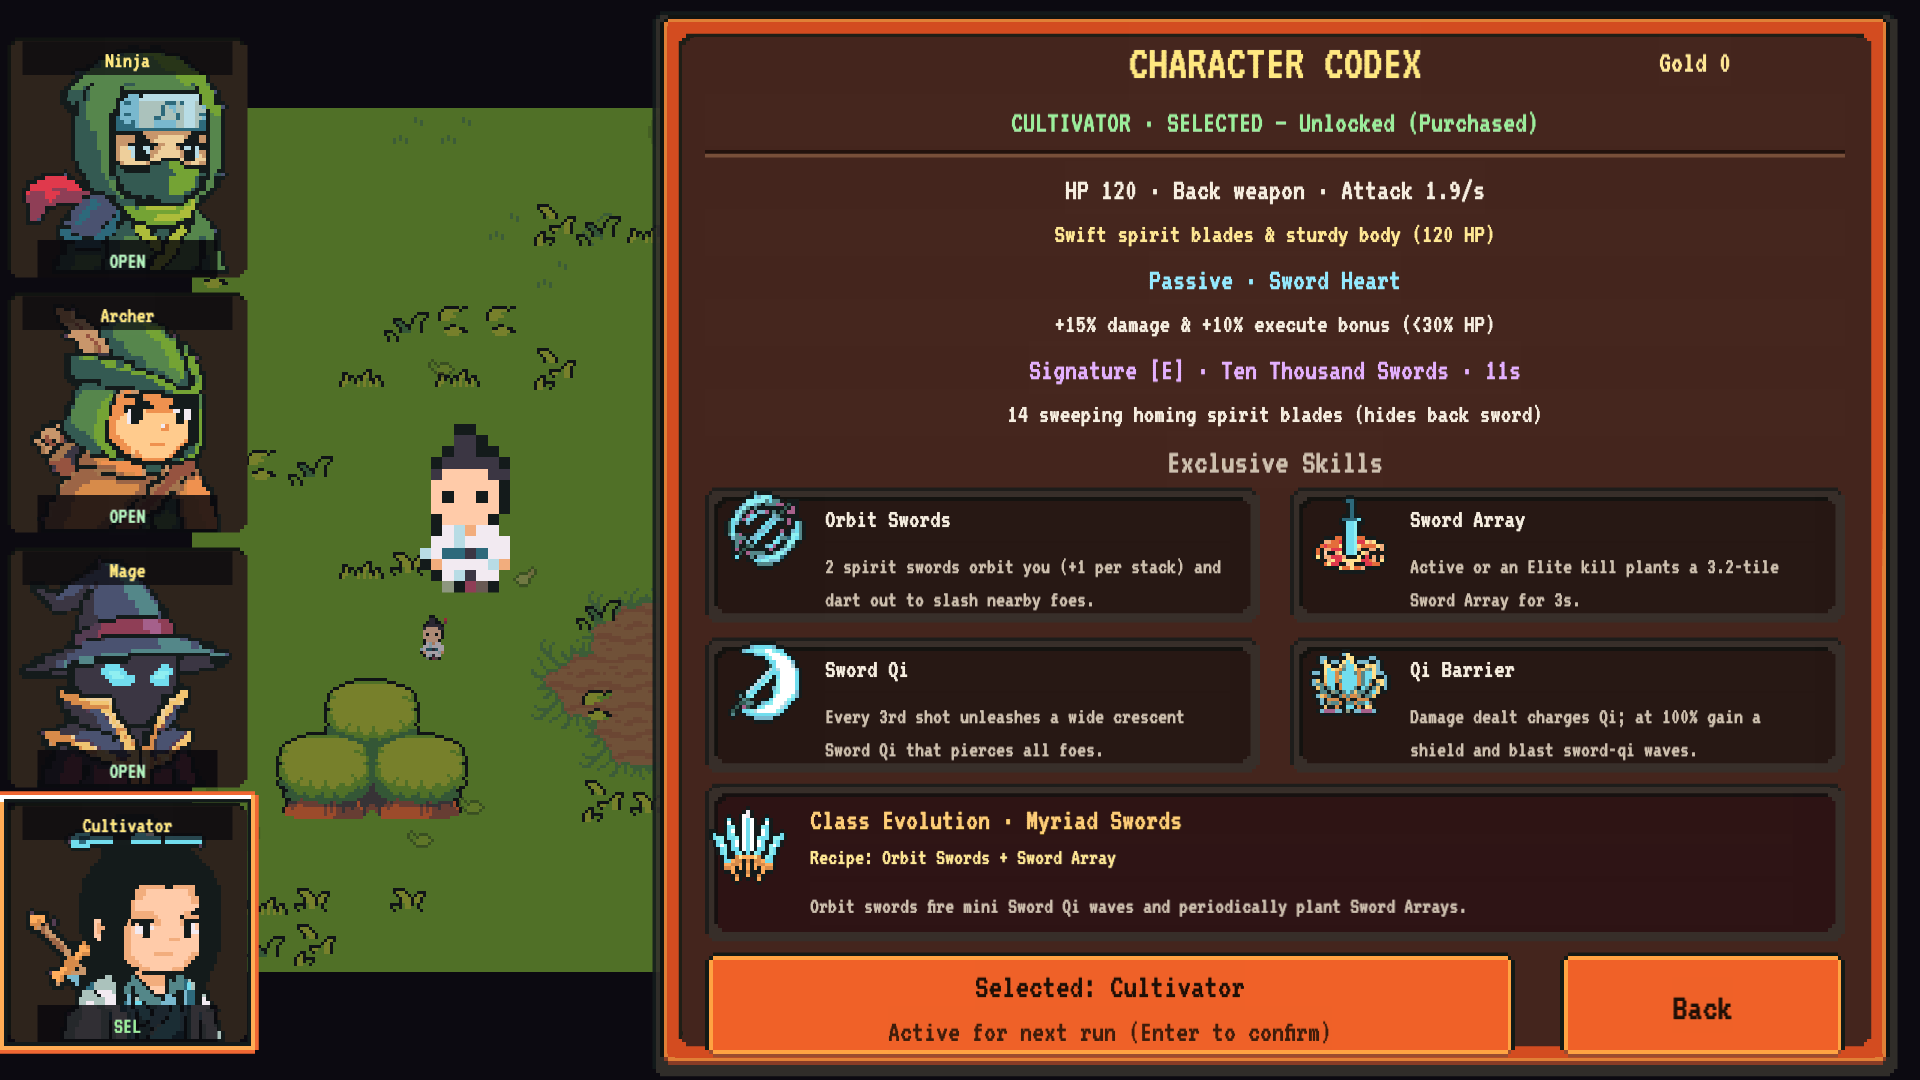 Ninja
OPEN
Archer
OPEN
Mage
OPEN
Cultivator
SEL
CHARACTER CODEX
Gold 0
CULTIVATOR · SELECTED – Unlocked (Purchased)
HP 120 · Back weapon · Attack 1.9/s
Swift spirit blades & sturdy body (120 HP)
Passive · Sword Heart
+15% damage & +10% execute bonus (<30% HP)
Signature [E] · Ten Thousand Swords · 11s
14 sweeping homing spirit blades (hides back sword)
Exclusive Skills
Orbit Swords
2 spirit swords orbit you (+1 per stack) and
dart out to slash nearby foes.
Sword Array
Active or an Elite kill plants a 3.2-tile
Sword Array for 3s.
Sword Qi
Every 3rd shot unleashes a wide crescent
Sword Qi that pierces all foes.
Qi Barrier
Damage dealt charges Qi; at 100% gain a
shield and blast sword-qi waves.
Class Evolution · Myriad Swords
Recipe: Orbit Swords + Sword Array
Orbit swords fire mini Sword Qi waves and periodically plant Sword Arrays.
Selected: Cultivator
Active for next run (Enter to confirm)
Back